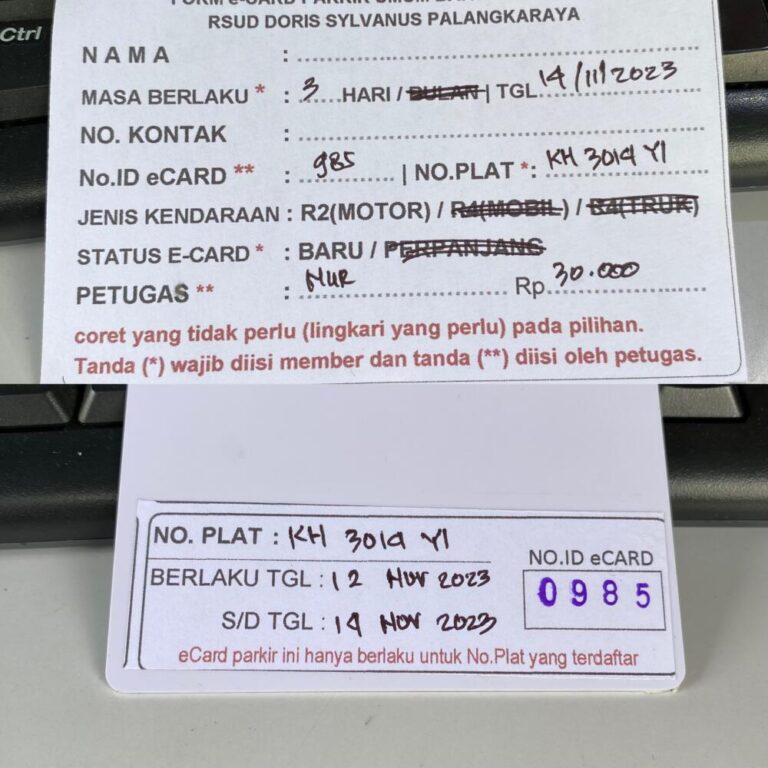 Ctrl
FORM e-CARD PARKIR UMUM
RSUD DORIS SYLVANUS PALANGKARAYA
NAMA :
MASA BERLAKU * : 3 HARI / BULAN | TGL 14/11/2023
NO. KONTAK :
No.ID eCARD ** : 985 | NO.PLAT *: KH 3014 YI
JENIS KENDARAAN : R2(MOTOR) / R4(MOBIL) / R4(TRUK)
STATUS E-CARD * : BARU / PERPANJANG
PETUGAS ** : NUR Rp. 30.000
coret yang tidak perlu (lingkari yang perlu) pada pilihan.
Tanda (*) wajib diisi member dan tanda (**) diisi oleh petugas.
NO. PLAT : KH 3014 YI
BERLAKU TGL : 12 NOV 2023
S/D TGL : 14 NOV 2023
NO.ID eCARD
0985
eCard parkir ini hanya berlaku untuk No.Plat yang terdaftar